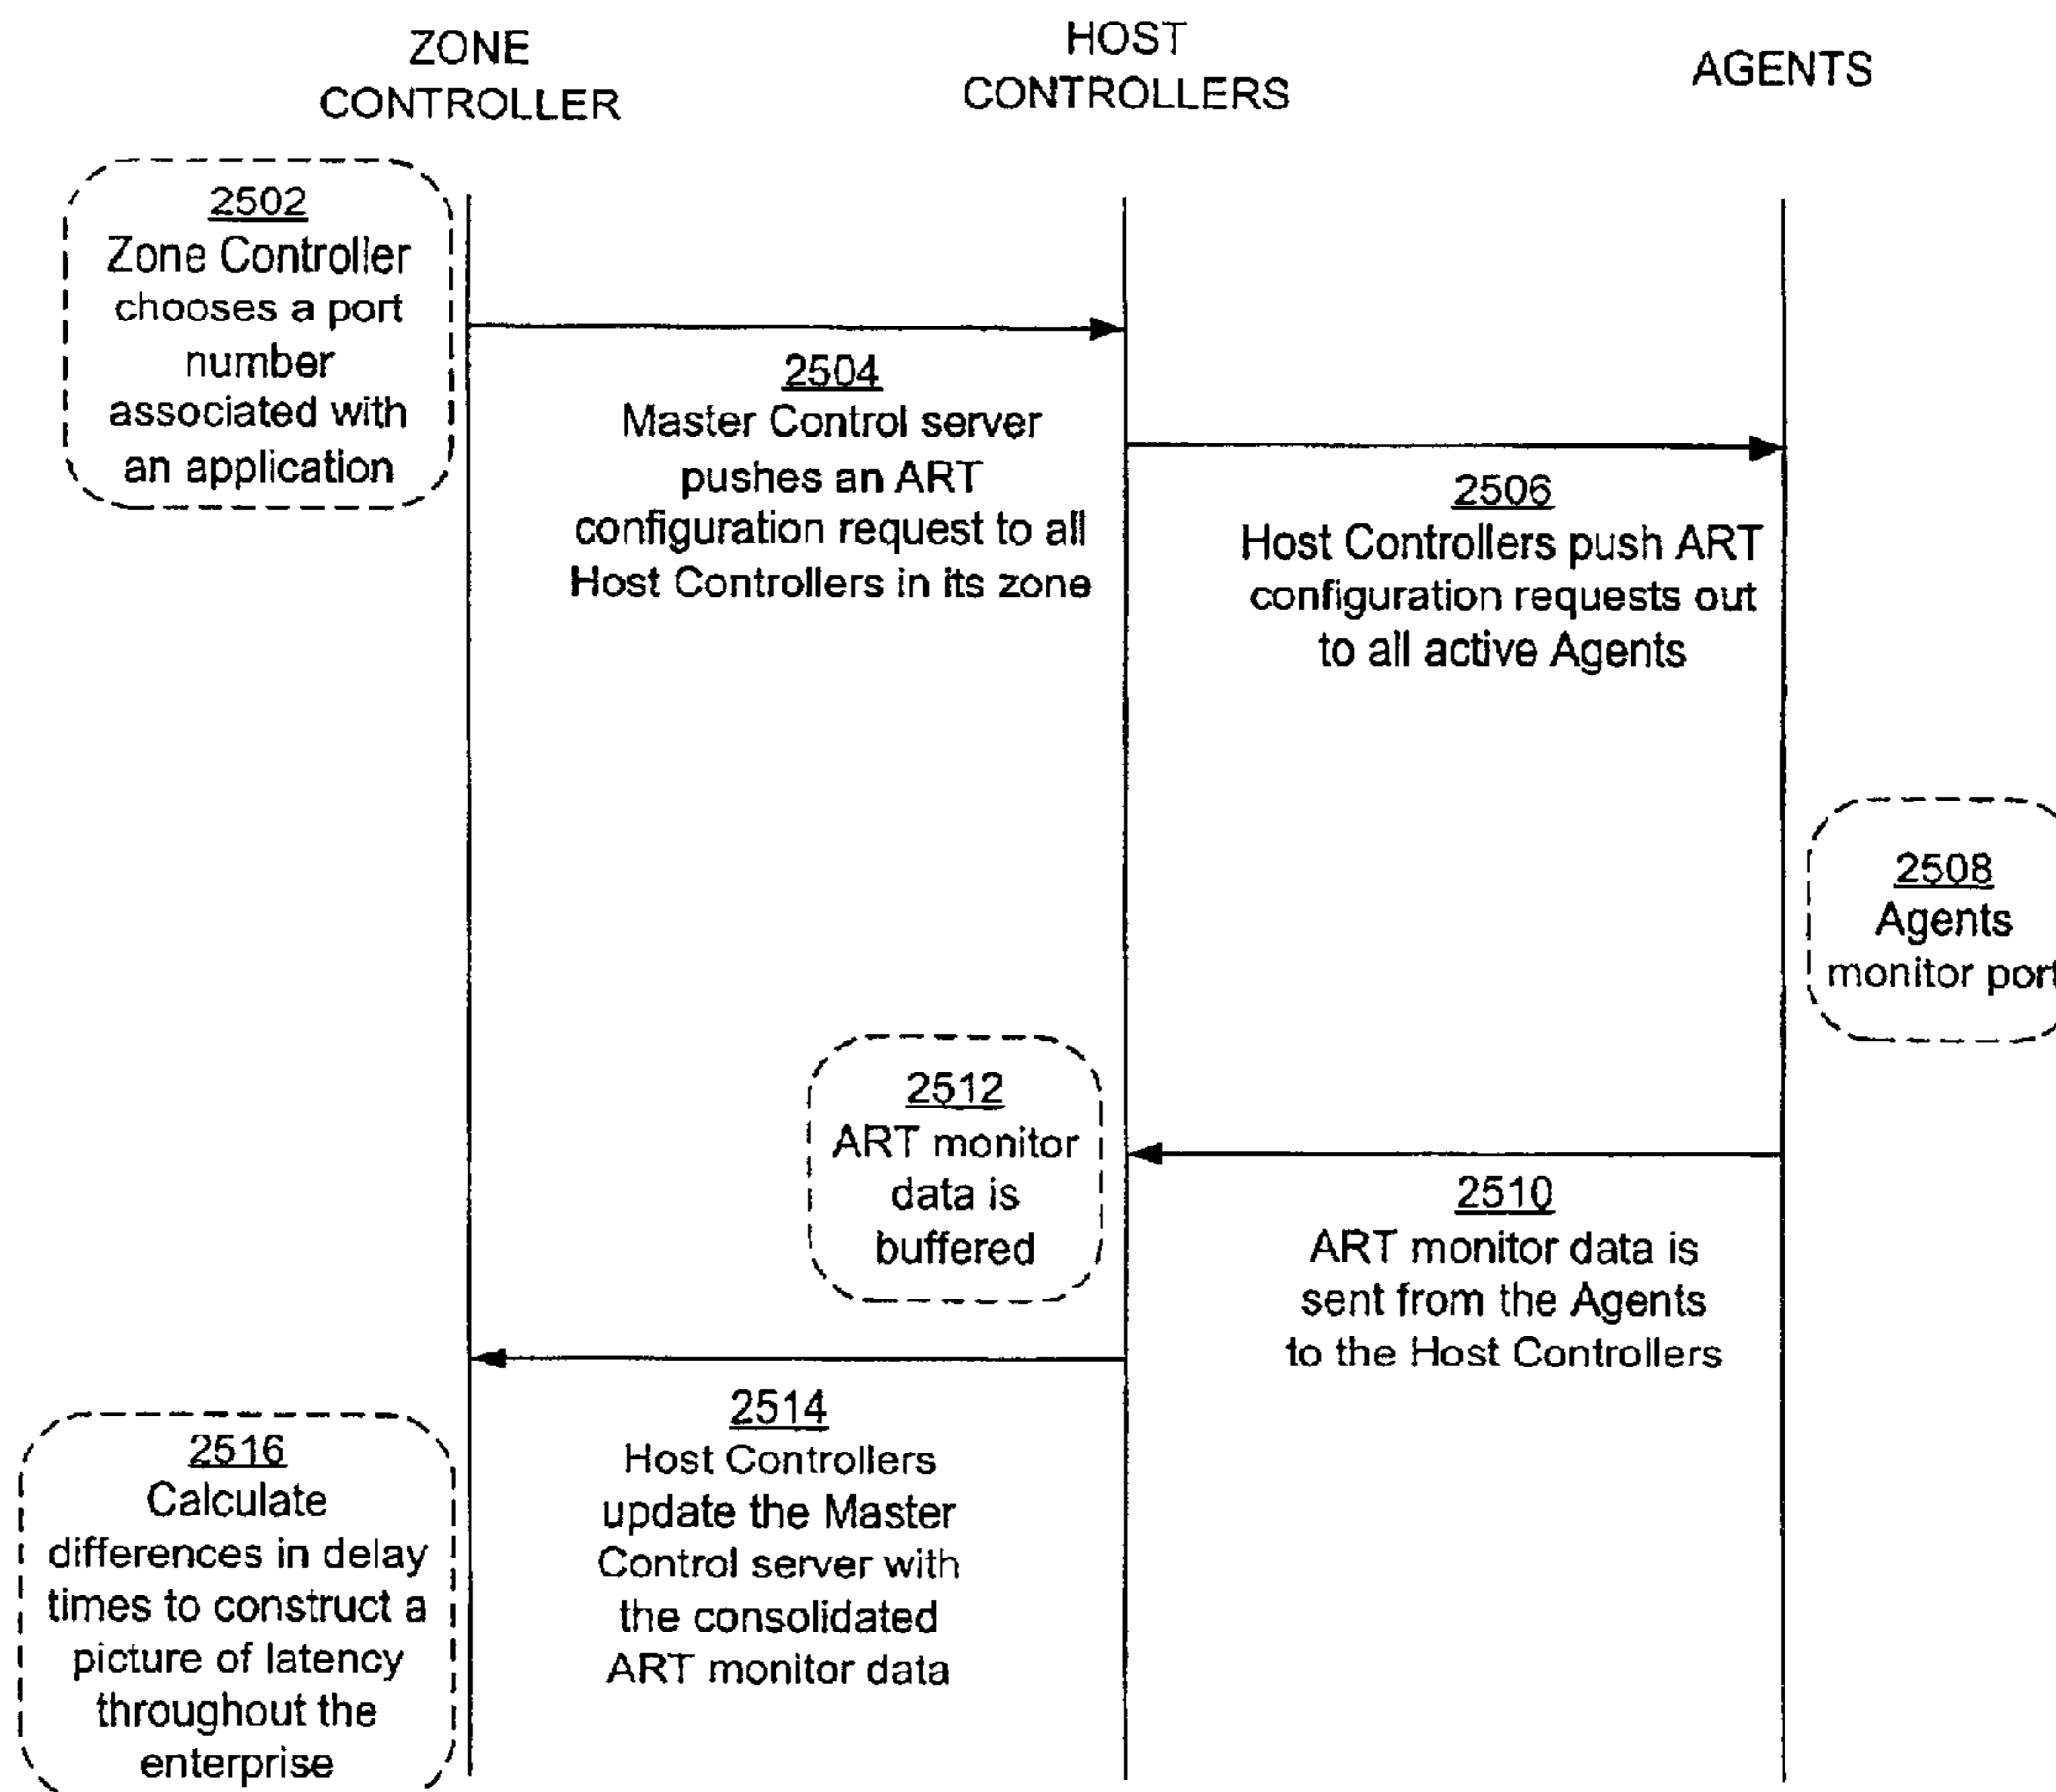 ZONE
CONTROLLER
HOST
CONTROLLERS
AGENTS
2502
Zone Controller
chooses a port
number
associated with
an application
2504
Master Control server
pushes an ART
configuration request to all
Host Controllers in its zone
2506
Host Controllers push ART
configuration requests out
to all active Agents
2508
Agents
monitor port
2512
ART monitor
data is
buffered
2510
ART monitor data is
sent from the Agents
to the Host Controllers
2514
Host Controllers
update the Master
Control server with
the consolidated
ART monitor data
2516
Calculate
differences in delay
times to construct a
picture of latency
throughout the
enterprise